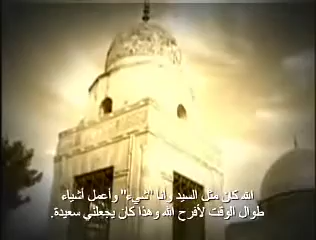 الله كان مثل السيد وأنا "شيء" وأعمل أشياء
طوال الوقت لأفرح الله وهذا كان يجعلني سعيدة.